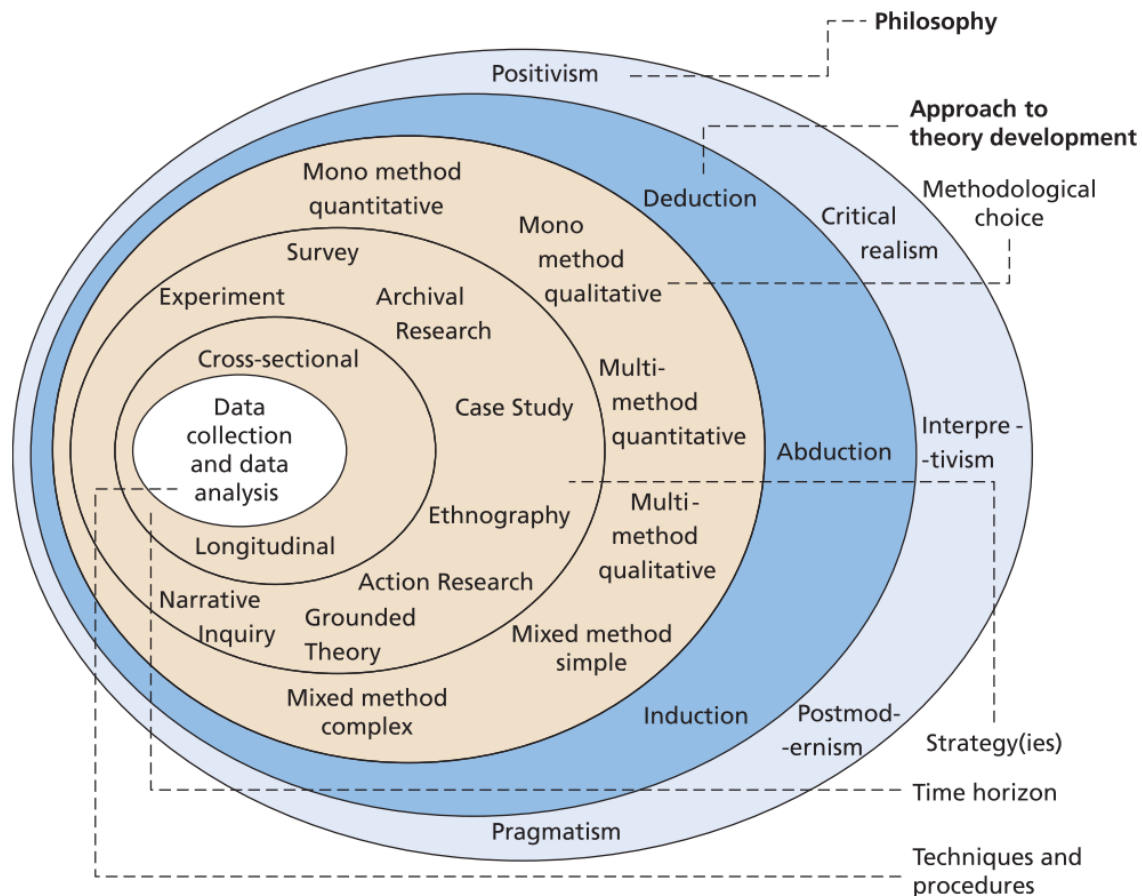 Philosophy
Positivism
Approach to
theory development
Methodological
choice
Mono method
quantitative
Deduction
Critical
realism
Mono
method
qualitative
Survey
Experiment
Archival
Research
Cross-sectional
Multi-
method
quantitative
Data
collection
and data
analysis
Case Study
Abduction
Interpre -
-tivism
Ethnography
Multi-
method
qualitative
Longitudinal
Action Research
Narrative
Inquiry
Grounded
Theory
Mixed method
simple
Mixed method
complex
Induction
Postmod-
-ernism
Strategy(ies)
Time horizon
Pragmatism
Techniques and
procedures